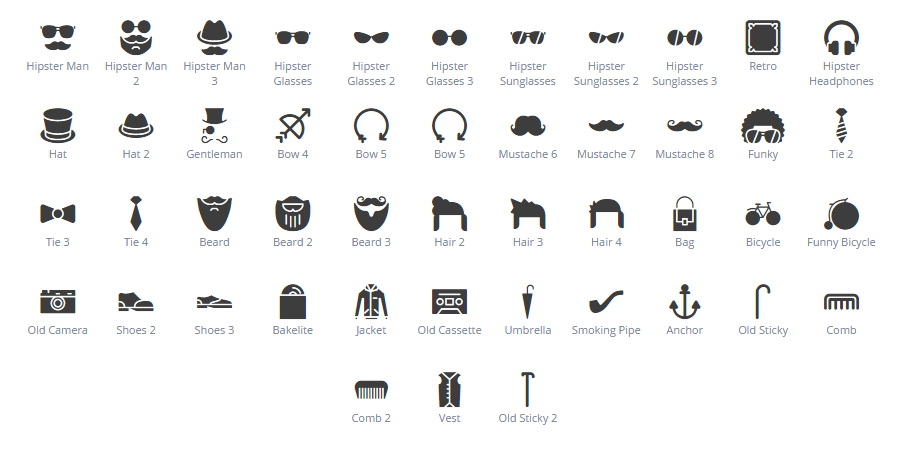 Hipster Man
Hipster Man
2
Hipster Man
3
Hipster
Glasses
Hipster
Glasses 2
Hipster
Glasses 3
Hipster
Sunglasses
Hipster
Sunglasses 2
Hipster
Sunglasses 3
Retro
Hipster
Headphones
Hat
Hat 2
Gentleman
Bow 4
Bow 5
Bow 5
Mustache 6
Mustache 7
Mustache 8
Funky
Tie 2
Tie 3
Tie 4
Beard
Beard 2
Beard 3
Hair 2
Hair 3
Hair 4
Bag
Bicycle
Funny Bicycle
Old Camera
Shoes 2
Shoes 3
Bakelite
Jacket
Old Cassette
Umbrella
Smoking Pipe
Anchor
Old Sticky
Comb
Comb 2
Vest
Old Sticky 2